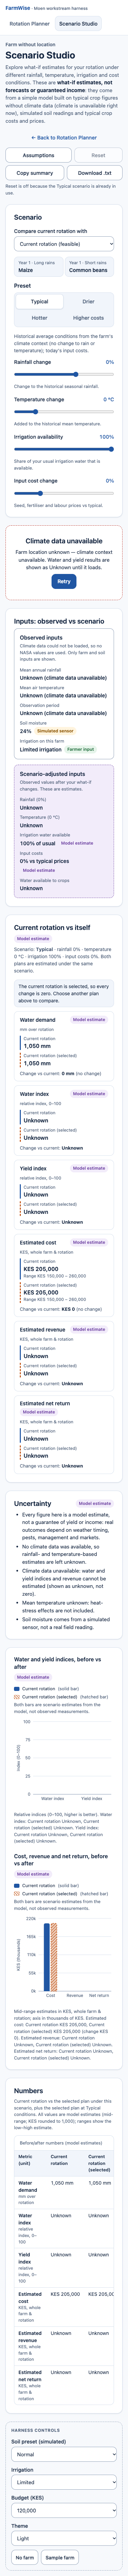 FarmWise · Moen workstream harness
Rotation Planner
Scenario Studio
Farm without location
Scenario Studio
Explore what-if estimates for your rotation under different rainfall, temperature, irrigation and input cost conditions. These are what-if estimates, not forecasts or guaranteed income: they come from a simple model built on typical crop figures without climate data (climate is unavailable right now), simulated soil readings and typical crop costs and prices.
← Back to Rotation Planner
Assumptions
Reset
Copy summary
Download .txt
Reset is off because the Typical scenario is already in use.
Scenario
Compare current rotation with
Current rotation (feasible)
Year 1 · Long rains
Maize
Year 1 · Short rains
Common beans
Preset
Typical
Drier
Hotter
Higher costs
Historical average conditions from the farm's climate context (no change to rain or temperature); today's input costs.
Rainfall change
0%
Change to the historical seasonal rainfall.
Temperature change
0 °C
Added to the historical mean temperature.
Irrigation availability
100%
Share of your usual irrigation water that is available.
Input cost change
0%
Seed, fertiliser and labour prices vs typical.
Climate data unavailable
Farm location unknown — climate context unavailable. Water and yield results are shown as Unknown until it loads.
Retry
Inputs: observed vs scenario
Observed inputs
Climate data could not be loaded, so no NASA values are used. Only farm and soil inputs are shown.
Mean annual rainfall
Unknown (climate data unavailable)
Mean air temperature
Unknown (climate data unavailable)
Observation period
Unknown (climate data unavailable)
Soil moisture
24%
Simulated sensor
Irrigation on this farm
Limited irrigation
Farmer input
Scenario-adjusted inputs
Observed values after your what-if changes. These are estimates.
Rainfall (0%)
Unknown
Temperature (0 °C)
Unknown
Irrigation water available
100% of usual
Model estimate
Input costs
0% vs typical prices
Model estimate
Water available to crops
Unknown
Current rotation vs itself
Model estimate
Scenario: Typical · rainfall 0% · temperature 0 °C · irrigation 100% · input costs 0%. Both plans are estimated under the same scenario.
The current rotation is selected, so every change is zero. Choose another plan above to compare.
Water demand
Model estimate
mm over rotation
Current rotation
1,050 mm
Current rotation (selected)
1,050 mm
Change vs current: 0 mm (no change)
Water index
Model estimate
relative index, 0–100
Current rotation
Unknown
Current rotation (selected)
Unknown
Change vs current: Unknown
Yield index
Model estimate
relative index, 0–100
Current rotation
Unknown
Current rotation (selected)
Unknown
Change vs current: Unknown
Estimated cost
Model estimate
KES, whole farm & rotation
Current rotation
KES 205,000
Range KES 150,000 – 260,000
Current rotation (selected)
KES 205,000
Range KES 150,000 – 260,000
Change vs current: KES 0 (no change)
Estimated revenue
Model estimate
KES, whole farm & rotation
Current rotation
Unknown
Current rotation (selected)
Unknown
Change vs current: Unknown
Estimated net return
Model estimate
KES, whole farm & rotation
Current rotation
Unknown
Current rotation (selected)
Unknown
Change vs current: Unknown
Uncertainty
Model estimate
• Every figure here is a model estimate, not a guarantee of yield or income; real outcomes depend on weather timing, pests, management and markets.
• No climate data was available, so rainfall- and temperature-based estimates are left unknown.
• Climate data unavailable: water and yield and revenue cannot be modelled (shown as unknown, not zero).
• Mean temperature unknown: heat-stress effects are not included.
• Soil moisture comes from a simulated sensor, not a real field reading.
Water and yield indices, before vs after
Model estimate
Current rotation (solid bar)
Current rotation (selected) (hatched bar)
Both bars are scenario estimates from the model, not observed measurements.
Index (0–100)
100
75
50
25
0
Water index
Yield index
Relative indices (0–100, higher is better). Water index: Current rotation Unknown, Current rotation (selected) Unknown. Yield index: Current rotation Unknown, Current rotation (selected) Unknown.
Cost, revenue and net return, before vs after
Model estimate
Current rotation (solid bar)
Current rotation (selected) (hatched bar)
Both bars are scenario estimates from the model, not observed measurements.
KES (thousands)
220k
165k
110k
55k
0k
Cost
Revenue
Net return
Mid-range estimates in KES, whole farm & rotation; axis in thousands of KES. Estimated cost: Current rotation KES 205,000, Current rotation (selected) KES 205,000 (change KES 0). Estimated revenue: Current rotation Unknown, Current rotation (selected) Unknown. Estimated net return: Current rotation Unknown, Current rotation (selected) Unknown.
Numbers
Current rotation vs the selected plan under this scenario, plus the selected plan at Typical conditions. All values are model estimates (mid-range; KES rounded to 1,000); ranges show the low–high estimate.
Before/after numbers (model estimates)
Metric (unit)
Current rotation
Current rotation (selected)
Water demand mm over rotation
1,050 mm
1,050 mm
Water index relative index, 0–100
Unknown
Unknown
Yield index relative index, 0–100
Unknown
Unknown
Estimated cost KES, whole farm & rotation
KES 205,000
KES 205,0
Estimated revenue KES, whole farm & rotation
Unknown
Unknown
Estimated net return KES, whole farm & rotation
Unknown
Unknown
HARNESS CONTROLS
Soil preset (simulated)
Normal
Irrigation
Limited
Budget (KES)
120,000
Theme
Light
No farm
Sample farm